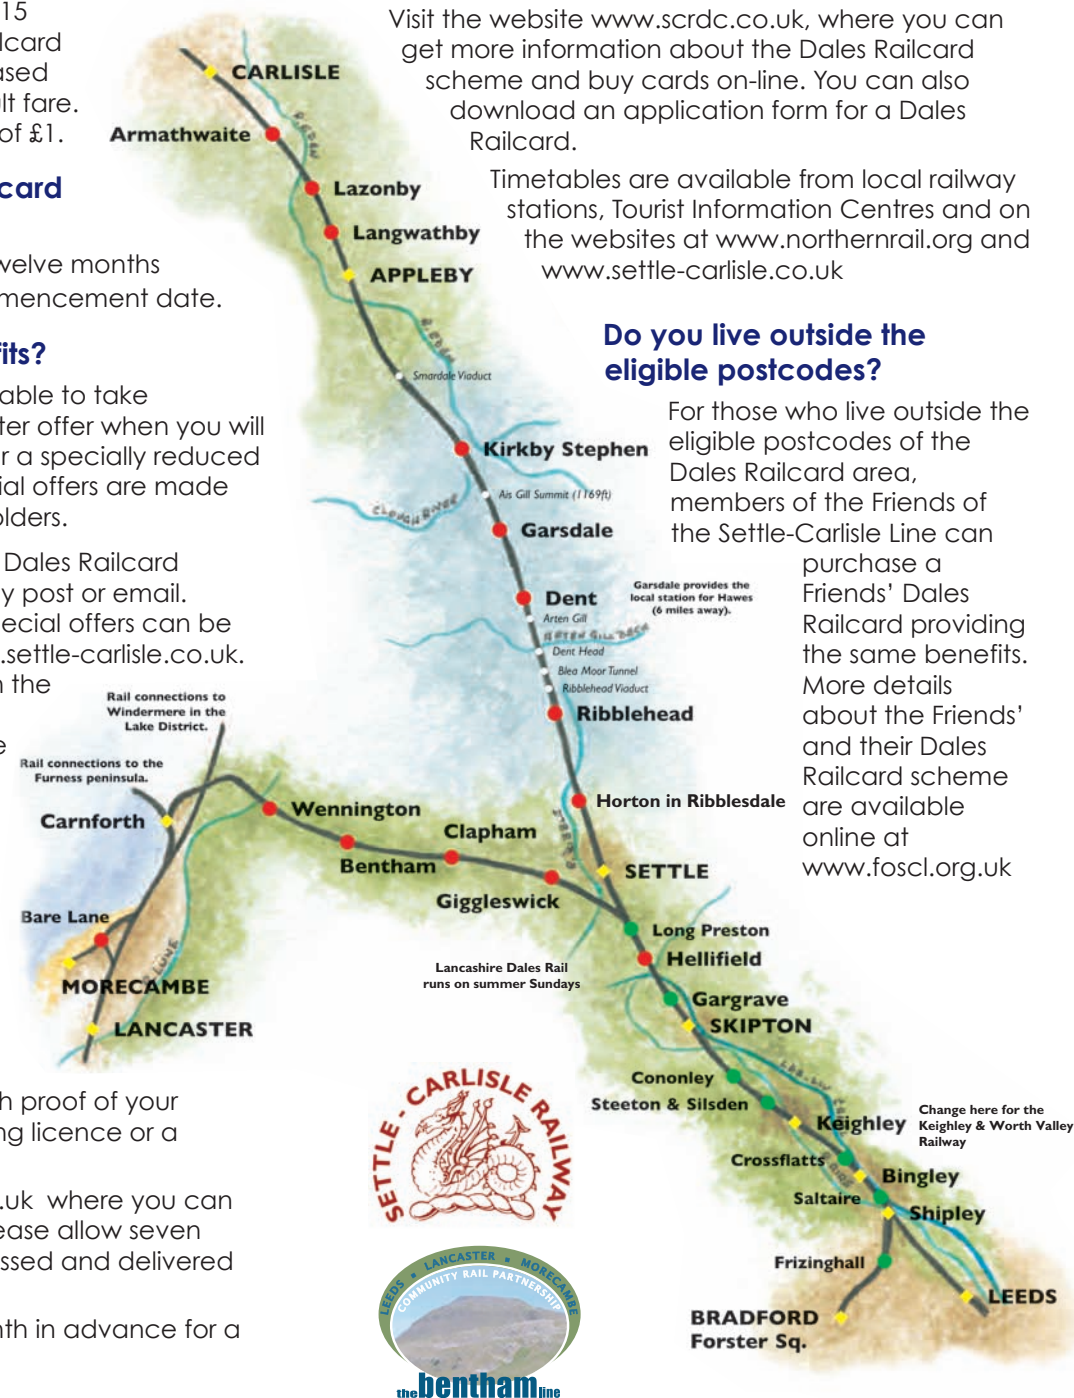 15
lcard
ased
lt fare.
of £1.
card
welve months
mencement date.
fits?
able to take
ter offer when you will
r a specially reduced
ial offers are made
olders.
Dales Railcard
y post or email.
ecial offers can be
.settle-carlisle.co.uk.
n the
e
h proof of your
ng licence or a
.uk where you can
ease allow seven
ssed and delivered
nth in advance for a
Visit the website www.scrdc.co.uk, where you can
get more information about the Dales Railcard
scheme and buy cards on-line. You can also
download an application form for a Dales
Railcard.
Timetables are available from local railway
stations, Tourist Information Centres and on
the websites at www.northernrail.org and
www.settle-carlisle.co.uk
Do you live outside the
eligible postcodes?
For those who live outside the
eligible postcodes of the
Dales Railcard area,
members of the Friends of
the Settle-Carlisle Line can
purchase a
Friends' Dales
Railcard providing
the same benefits.
More details
about the Friends'
and their Dales
Railcard scheme
are available
online at
www.foscl.org.uk
CARLISLE
R. EDEN
Armathwaite
Lazonby
Langwathby
APPLEBY
R. EDEN
Smardale Viaduct
Kirkby Stephen
Ais Gill Summit (1169ft)
CLOUGH RIVER
Garsdale
Garsdale provides the
local station for Hawes
(6 miles away).
Dent
Arten Gill
ARTEN GILL BECK
Dent Head
Blea Moor Tunnel
Ribblehead Viaduct
Ribblehead
Rail connections to
Windermere in the
Lake District.
Rail connections to the
Furness peninsula.
Horton in Ribblesdale
Carnforth
Wennington
Clapham
Bentham
Giggleswick
SETTLE
Bare Lane
R. LUNE
MORECAMBE
LANCASTER
Long Preston
Hellifield
Lancashire Dales Rail
runs on summer Sundays
Gargrave
SKIPTON
Cononley
Steeton & Silsden
Keighley
Change here for the
Keighley & Worth Valley
Railway
Crossflatts
R. AIRE
Bingley
Saltaire
Shipley
Frizinghall
LEEDS
BRADFORD
Forster Sq.
SETTLE - CARLISLE RAILWAY
LEEDS LANCASTER MORECAMBE
COMMUNITY RAIL PARTNERSHIP
the bentham line